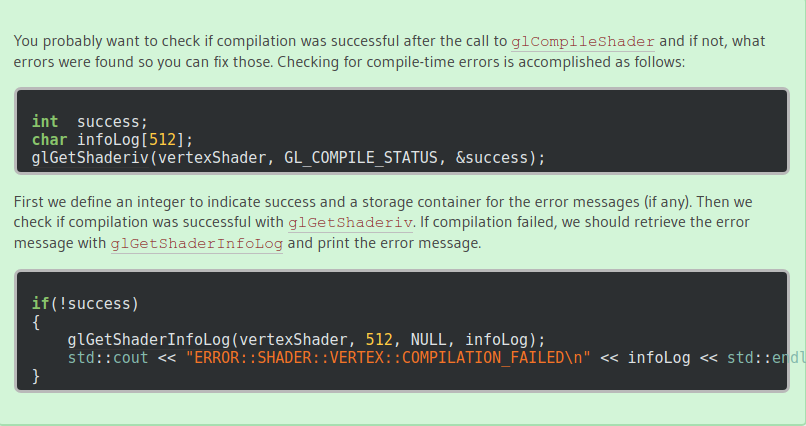 You probably want to check if compilation was successful after the call to glCompileShader and if not, what
errors were found so you can fix those. Checking for compile-time errors is accomplished as follows:
int  success;
char infoLog[512];
glGetShaderiv(vertexShader, GL_COMPILE_STATUS, &success);
First we define an integer to indicate success and a storage container for the error messages (if any). Then we
check if compilation was successful with glGetShaderiv. If compilation failed, we should retrieve the error
message with glGetShaderInfoLog and print the error message.
if(!success)
{
    glGetShaderInfoLog(vertexShader, 512, NULL, infoLog);
    std::cout << "ERROR::SHADER::VERTEX::COMPILATION_FAILED\n" << infoLog << std::endl
}